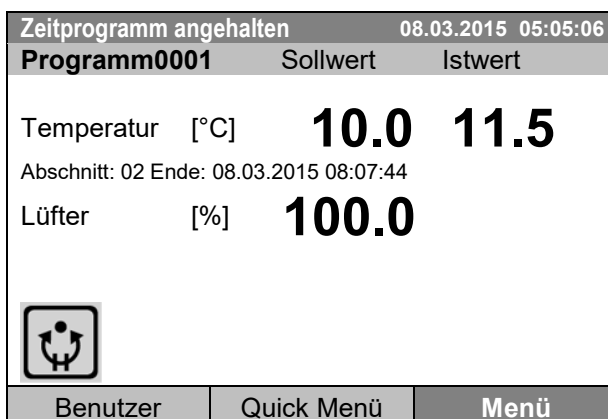 Zeitprogramm angehalten 08.03.2015 05:05:06
Programm0001 Sollwert Istwert
Temperatur [°C] 10.0 11.5
Abschnitt: 02 Ende: 08.03.2015 08:07:44
Lüfter [%] 100.0
Benutzer Quick Menü Menü